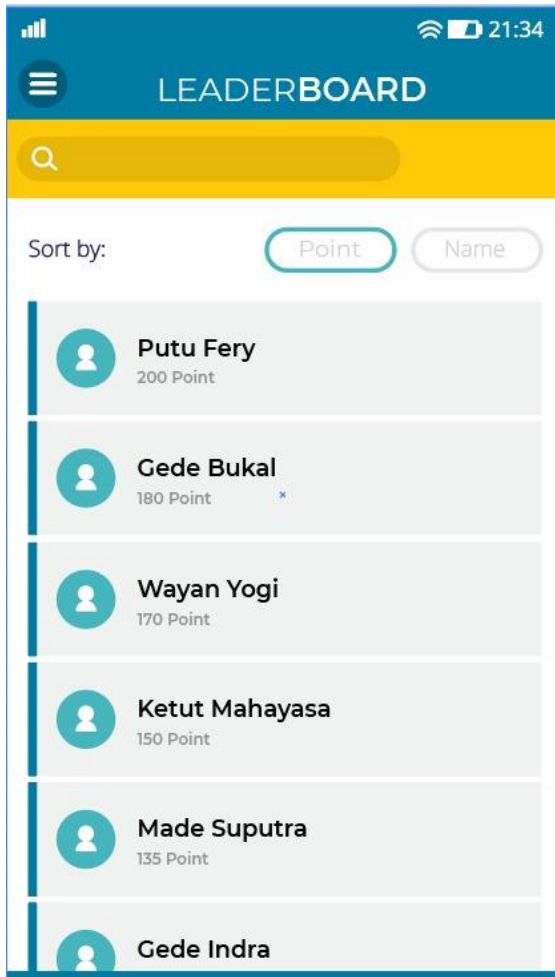 21:34
LEADERBOARD
Sort by: Point Name
Putu Fery
200 Point
Gede Bukal
180 Point
Wayan Yogi
170 Point
Ketut Mahayasa
150 Point
Made Suputra
135 Point
Gede Indra